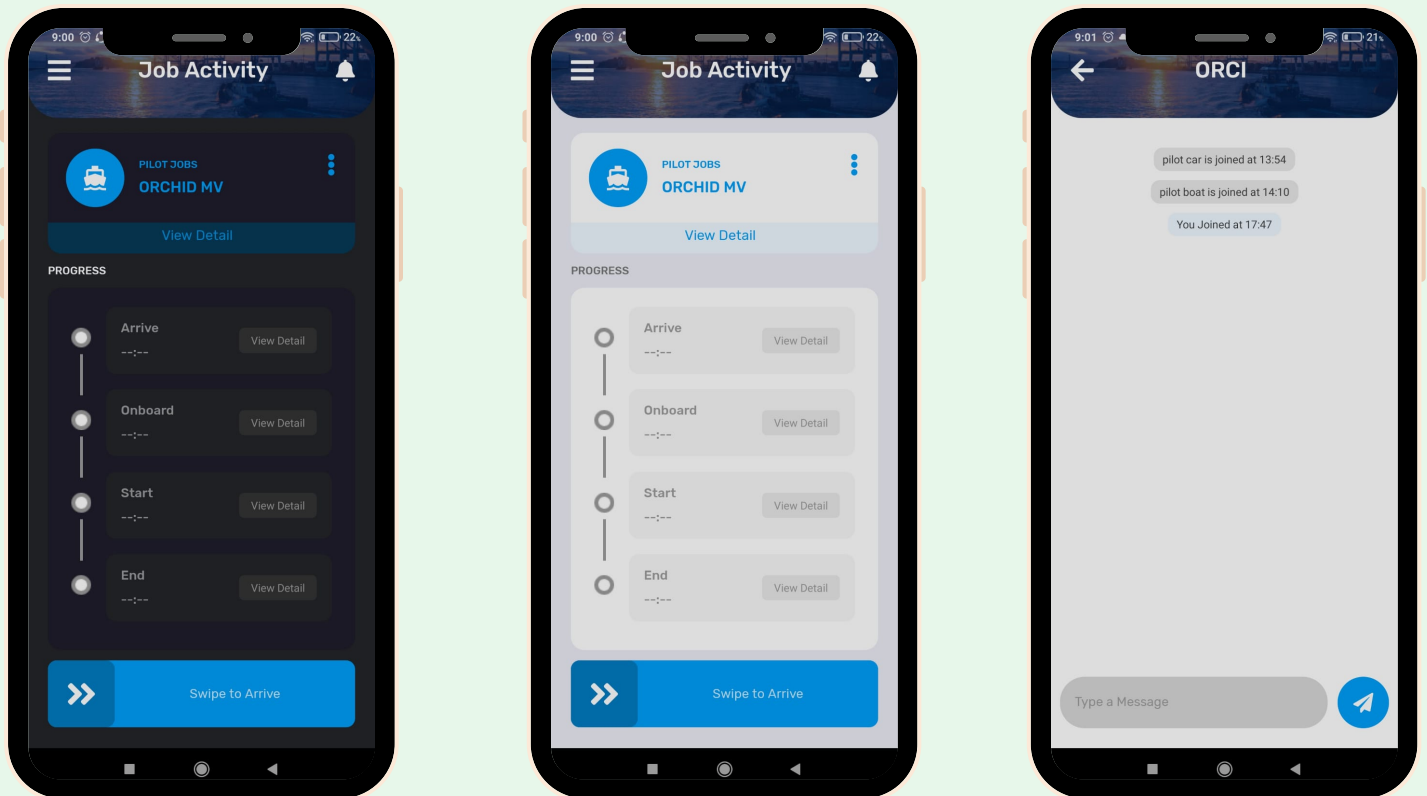 9:00 22%
Job Activity
PILOT JOBS
ORCHID MV
View Detail
PROGRESS
Arrive
--:--
View Detail
Onboard
--:--
View Detail
Start
--:--
View Detail
End
--:--
View Detail
Swipe to Arrive
9:00 22%
Job Activity
PILOT JOBS
ORCHID MV
View Detail
PROGRESS
Arrive
--:--
View Detail
Onboard
--:--
View Detail
Start
--:--
View Detail
End
--:--
View Detail
Swipe to Arrive
9:01 21%
ORCI
pilot car is joined at 13:54
pilot boat is joined at 14:10
You Joined at 17:47
Type a Message